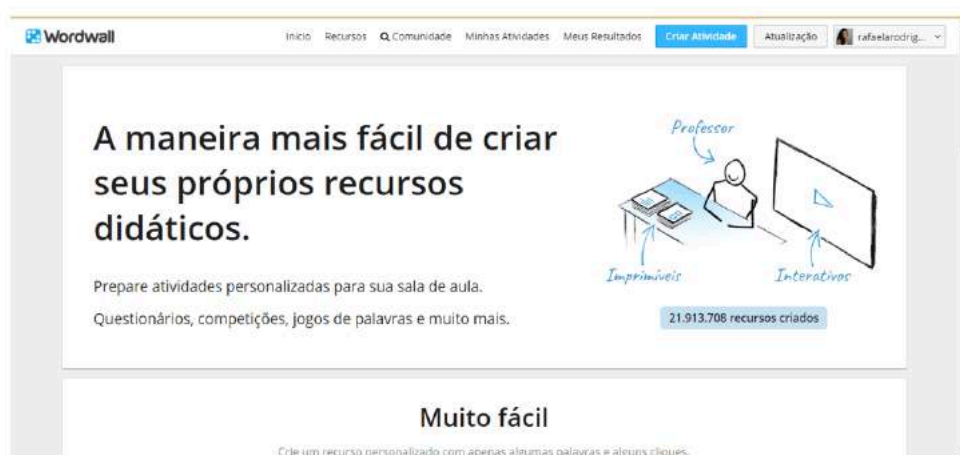 Wordwall
Início Recursos Comunidade Minhas Atividades Meus Resultados Criar Atividade Atualização rafaelarodrig...
A maneira mais fácil de criar
seus próprios recursos
didáticos.
Prepare atividades personalizadas para sua sala de aula.
Questionários, competições, jogos de palavras e muito mais.
Professor
Imprimíveis
Interativos
21.913.708 recursos criados
Muito fácil
Crie um recurso personalizado com apenas algumas palavras e alguns cliques.